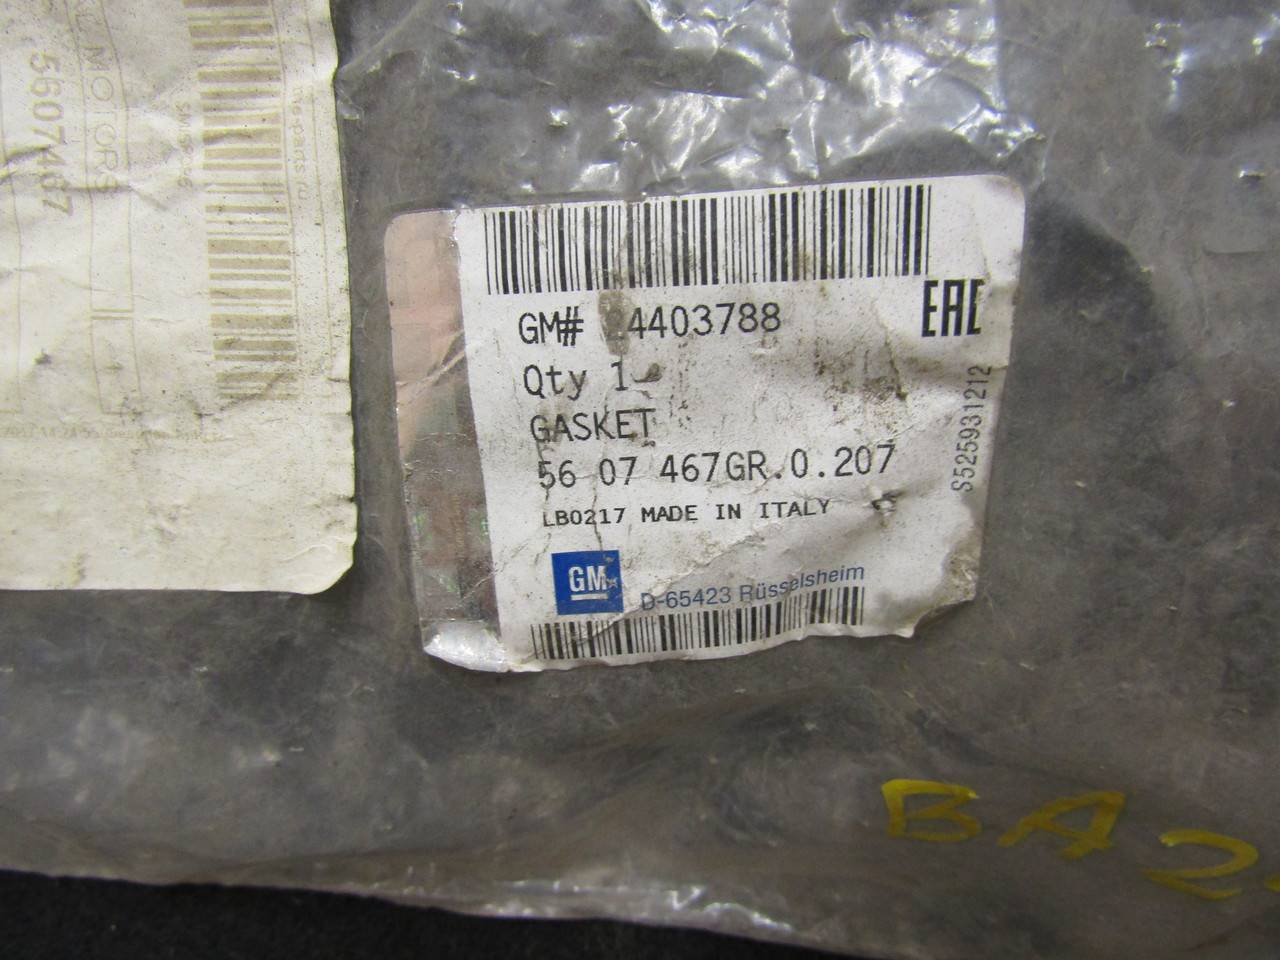 MOTORS
5607467
GM# 4403788
EAC
Qty 1
GASKET
56 07 467GR.0.207
LB0217 MADE IN ITALY
S525931212
GM
D-65423 Rüsselsheim
BA2